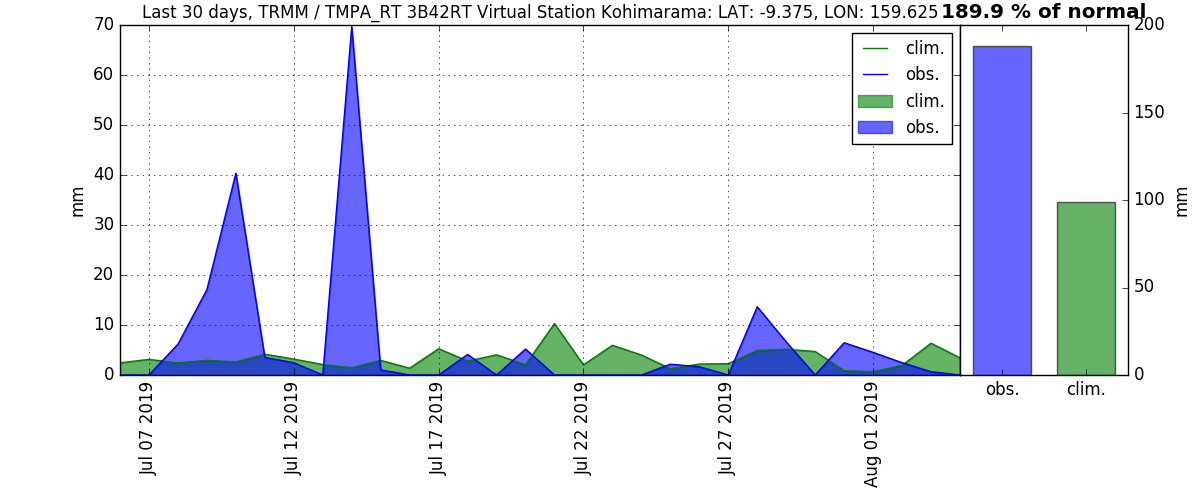 Last 30 days, TRMM / TMPA_RT 3B42RT Virtual Station Kohimarama: LAT: -9.375, LON: 159.625
189.9 % of normal
70
60
50
40
30
20
10
0
mm
clim.
obs.
clim.
obs.
200
150
100
50
0
mm
obs.
clim.
Jul 07 2019
Jul 12 2019
Jul 17 2019
Jul 22 2019
Jul 27 2019
Aug 01 2019